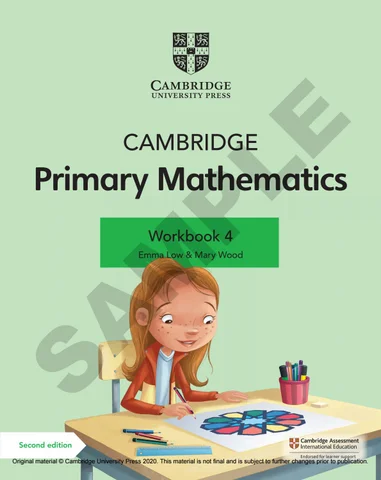 CAMBRIDGE
UNIVERSITY PRESS
CAMBRIDGE
Primary Mathematics
Workbook 4
Emma Low & Mary Wood
SAMPLE
Second edition
Cambridge Assessment
International Education
Endorsed for learner support
Original material © Cambridge University Press 2020. This material is not final and is subject to further changes prior to publication.